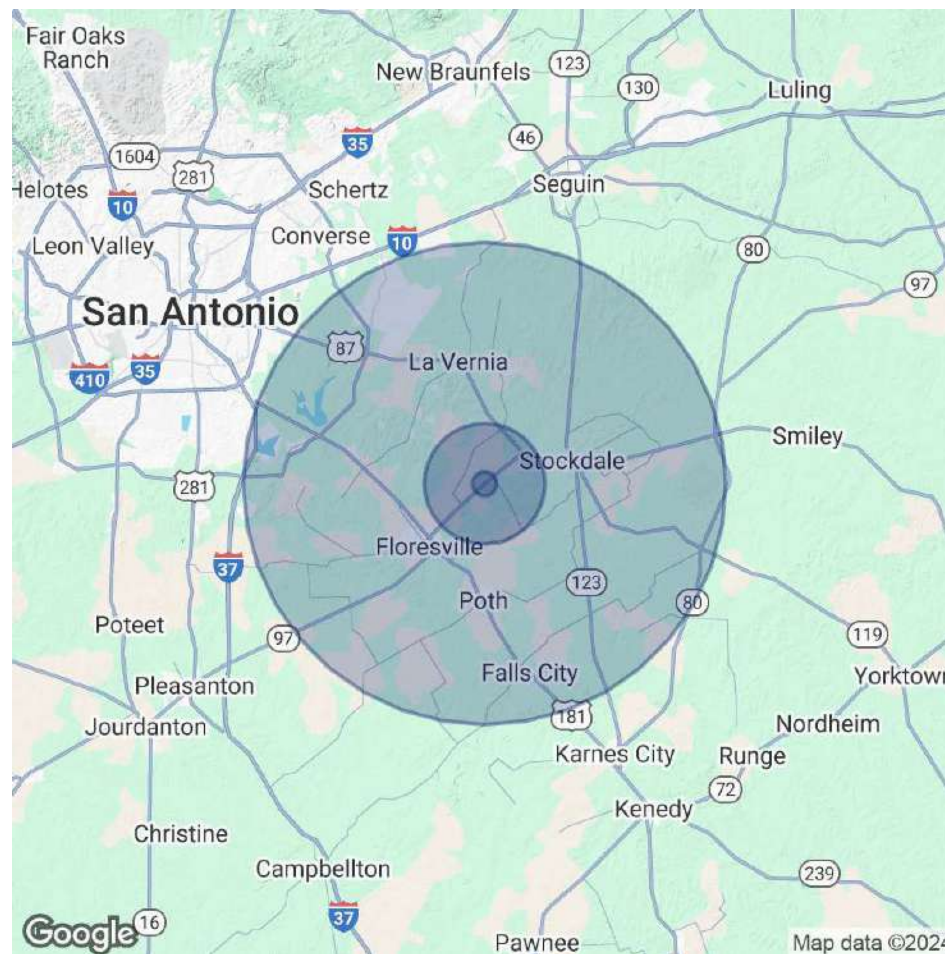 Fair Oaks
Ranch
New Braunfels
123
130
Luling
35
46
1604
281
Schertz
Seguin
Helotes
10
Leon Valley
Converse
10
80
97
San Antonio
87
La Vernia
410
35
Smiley
Stockdale
281
Floresville
37
123
80
Poth
Poteet
97
119
Falls City
Yorktown
Pleasanton
Jourdanton
181
Nordheim
Karnes City
Runge
72
Kenedy
Christine
Campbellton
239
16
37
Google
Pawnee
Map data ©2024